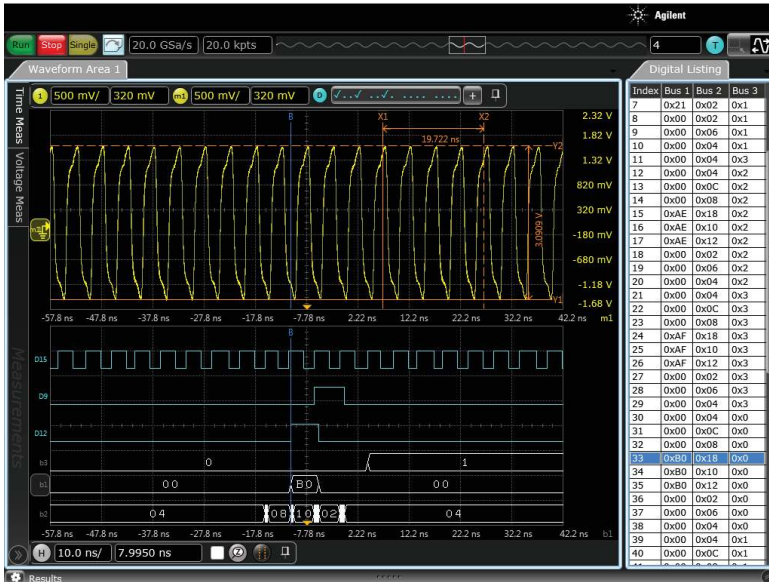 Agilent
Run Stop Single 20.0 GSa/s 20.0 kpts 4 T
Waveform Area 1
Digital Listing
Time Meas
Voltage Meas
Measurements
1 500 mV/ 320 mV m1 500 mV/ 320 mV D +
B X1 X2
19.722 ns
Y2
3.0909 V
Y1
2.32 V
1.82 V
1.32 V
820 mV
320 mV
-180 mV
-680 mV
-1.18 V
-1.68 V
-57.8 ns -47.8 ns -37.8 ns -27.8 ns -17.8 ns -7.78 ns 2.22 ns 12.2 ns 22.2 ns 32.2 ns 42.2 ns m1
B
D15
D9
D12
b3 0 1
b1 00 B0 00
b2 04 08 10 02 04
-57.8 ns -47.8 ns -37.8 ns -27.8 ns -17.8 ns -7.78 ns 2.22 ns 12.2 ns 22.2 ns 32.2 ns 42.2 ns b1
H 10.0 ns/ 7.9950 ns Z
Results
Index Bus 1 Bus 2 Bus 3
7 0x21 0x02 0x1
8 0x00 0x02 0x1
9 0x00 0x06 0x1
10 0x00 0x04 0x1
11 0x00 0x04 0x3
12 0x00 0x04 0x2
13 0x00 0x0C 0x2
14 0x00 0x08 0x2
15 0xAE 0x18 0x2
16 0xAE 0x10 0x2
17 0xAE 0x12 0x2
18 0x00 0x02 0x2
19 0x00 0x06 0x2
20 0x00 0x04 0x2
21 0x00 0x04 0x3
22 0x00 0x0C 0x3
23 0x00 0x08 0x3
24 0xAF 0x18 0x3
25 0xAF 0x10 0x3
26 0xAF 0x12 0x3
27 0x00 0x02 0x3
28 0x00 0x06 0x3
29 0x00 0x04 0x3
30 0x00 0x04 0x0
31 0x00 0x0C 0x0
32 0x00 0x08 0x0
33 0xB0 0x18 0x0
34 0xB0 0x10 0x0
35 0xB0 0x12 0x0
36 0x00 0x02 0x0
37 0x00 0x06 0x0
38 0x00 0x04 0x0
39 0x00 0x04 0x1
40 0x00 0x0C 0x1